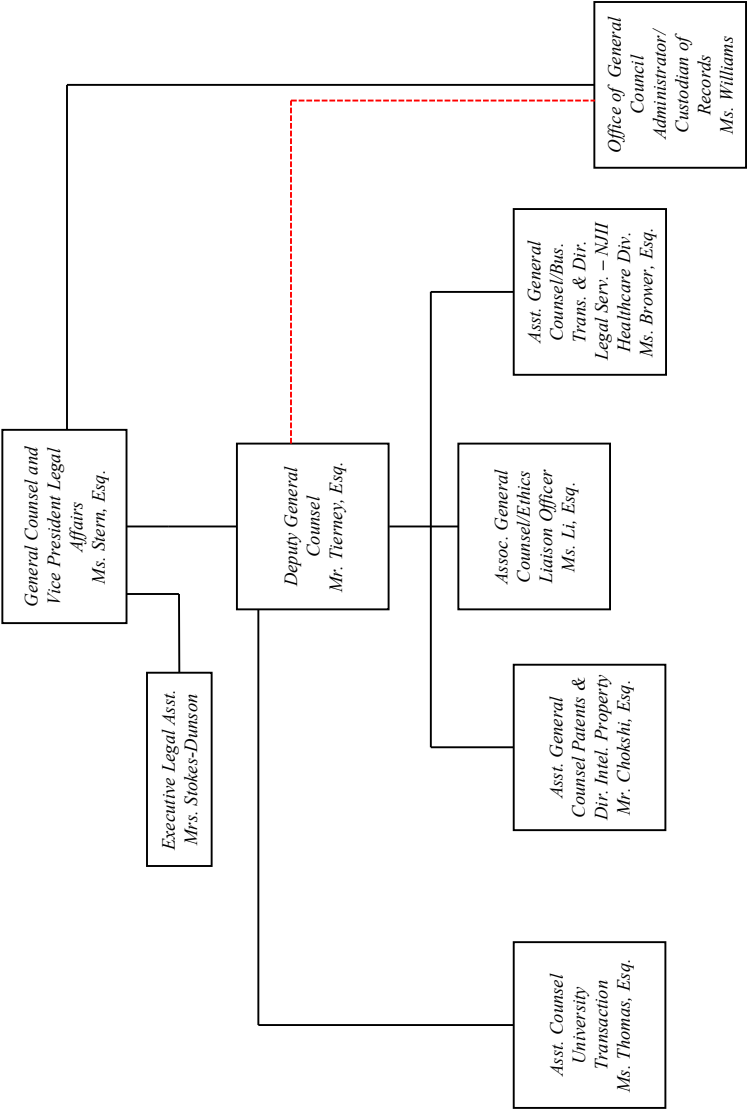 General Counsel and
Vice President Legal
Affairs
Ms. Stern, Esq.
Executive Legal Asst.
Mrs. Stokes-Dunson
Deputy General
Counsel
Mr. Tierney, Esq.
Asst. Counsel
University
Transaction
Ms. Thomas, Esq.
Asst. General
Counsel Patents &
Dir. Intel. Property
Mr. Chokshi, Esq.
Assoc. General
Counsel/Ethics
Liaison Officer
Ms. Li, Esq.
Asst. General
Counsel/Bus.
Trans. & Dir.
Legal Serv. – NJII
Healthcare Div.
Ms. Brower, Esq.
Office of General
Council
Administrator/
Custodian of
Records
Ms. Williams